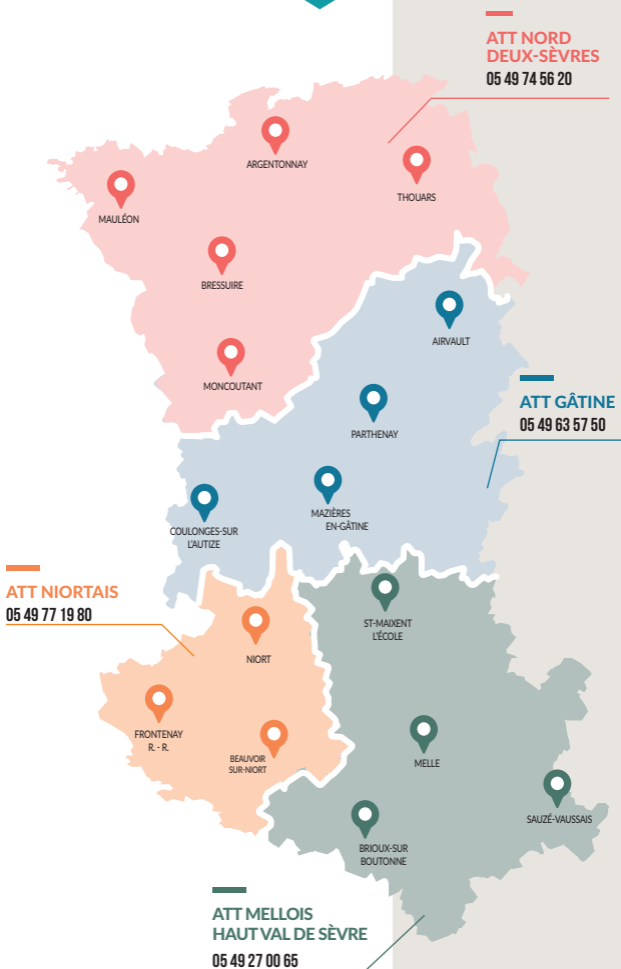 ATT NORD
DEUX-SÈVRES
05 49 74 56 20
ARGENTONNAY
THOUARS
MAULÉON
BRESSUIRE
AIRVAULT
MONCOUTANT
ATT GÂTINE
05 49 63 57 50
PARTHENAY
MAZIÈRES
EN-GÂTINE
COULONGES-SUR
L'AUTIZE
ATT NIORTAIS
05 49 77 19 80
ST-MAIXENT
L'ÉCOLE
NIORT
FRONTENAY
R. - R.
BEAUVOIR
SUR-NIORT
MELLE
SAUZÉ-VAUSSAIS
BRIOUX-SUR
BOUTONNE
ATT MELLOIS
HAUT VAL DE SÈVRE
05 49 27 00 65